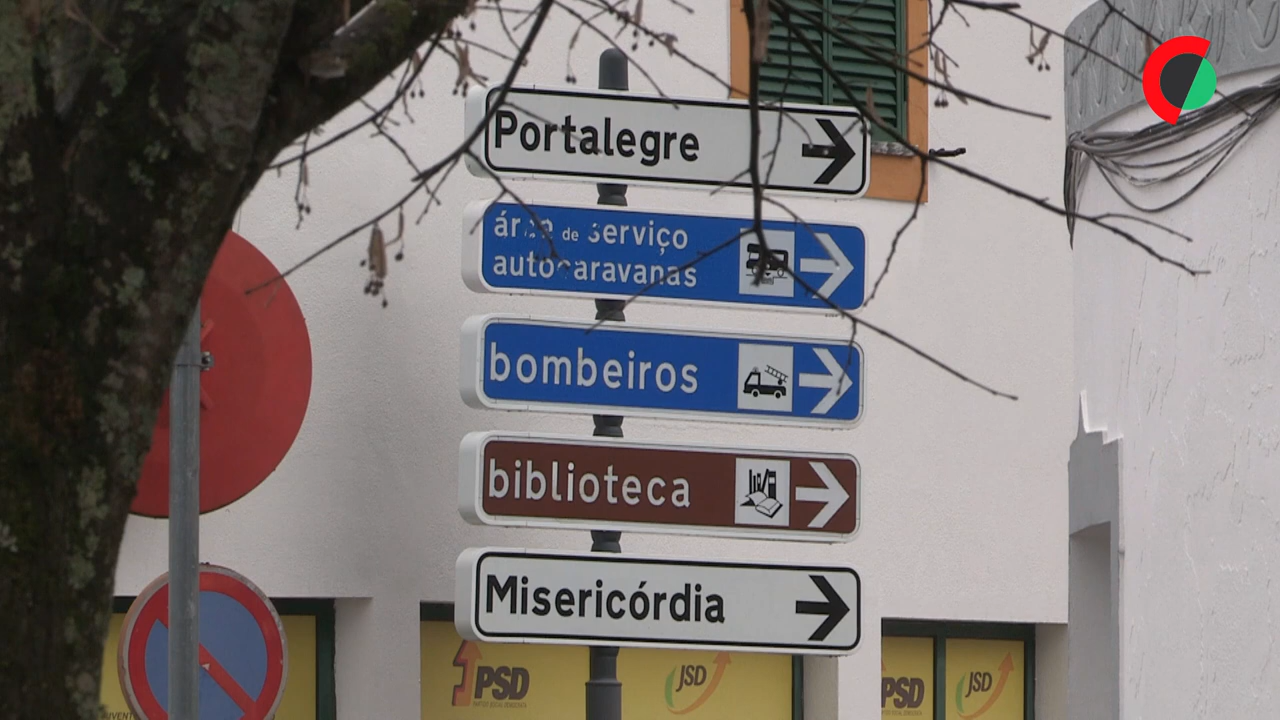 Portalegre
área de serviço
autocaravanas
bombeiros
biblioteca
Misericórdia
PSD
JSD
PSD
JSD